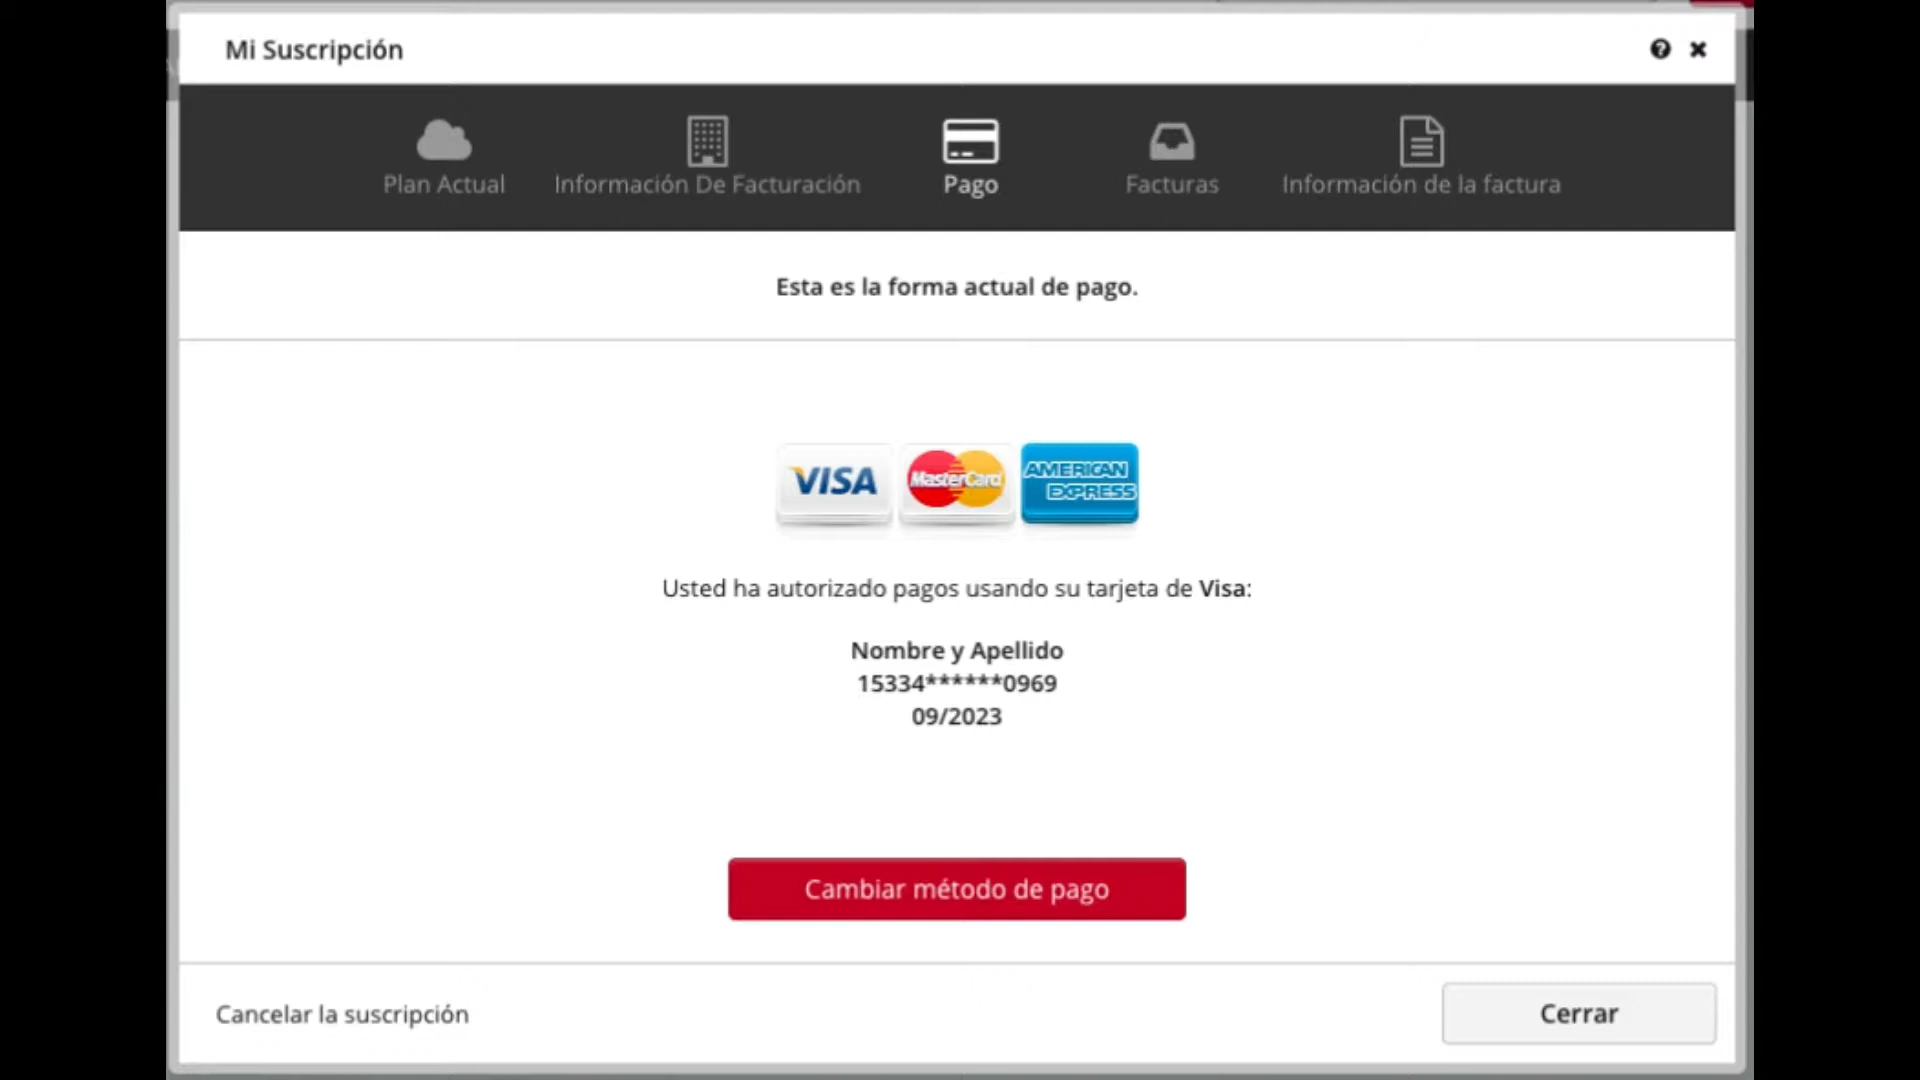 Mi Suscripción
Plan Actual
Información De Facturación
Pago
Facturas
Información de la factura
Esta es la forma actual de pago.
VISA
MasterCard
AMERICAN
EXPRESS
Usted ha autorizado pagos usando su tarjeta de Visa:
Nombre y Apellido
15334******0969
09/2023
Cambiar método de pago
Cancelar la suscripción
Cerrar